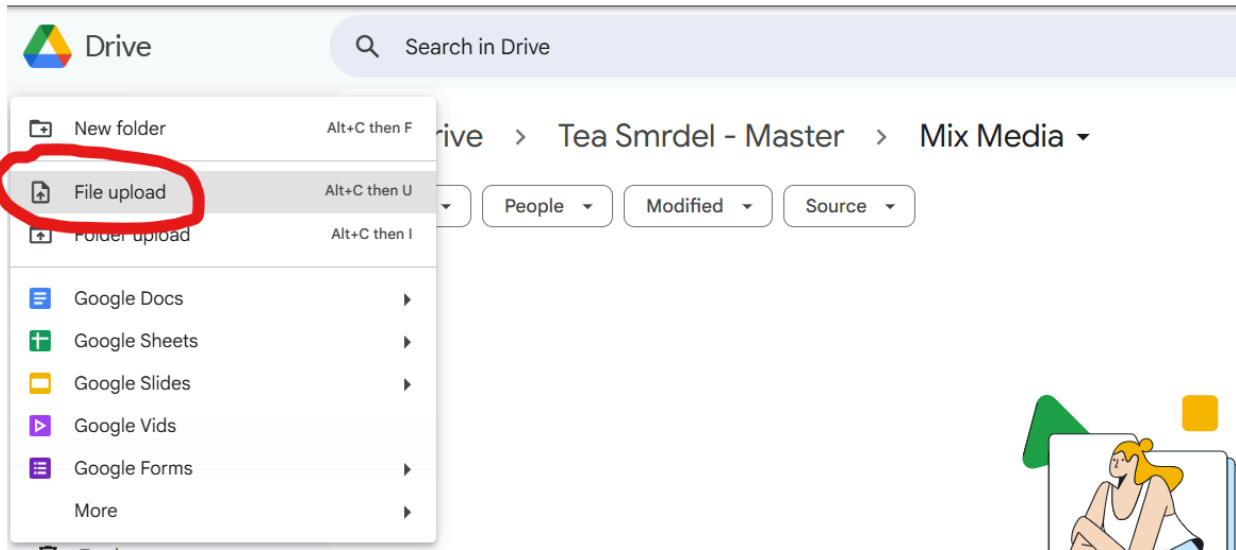 Drive
Search in Drive
New folder Alt+C then F
rive > Tea Smrdel - Master > Mix Media
File upload Alt+C then U
People Modified Source
Folder upload Alt+C then I
Google Docs
Google Sheets
Google Slides
Google Vids
Google Forms
More